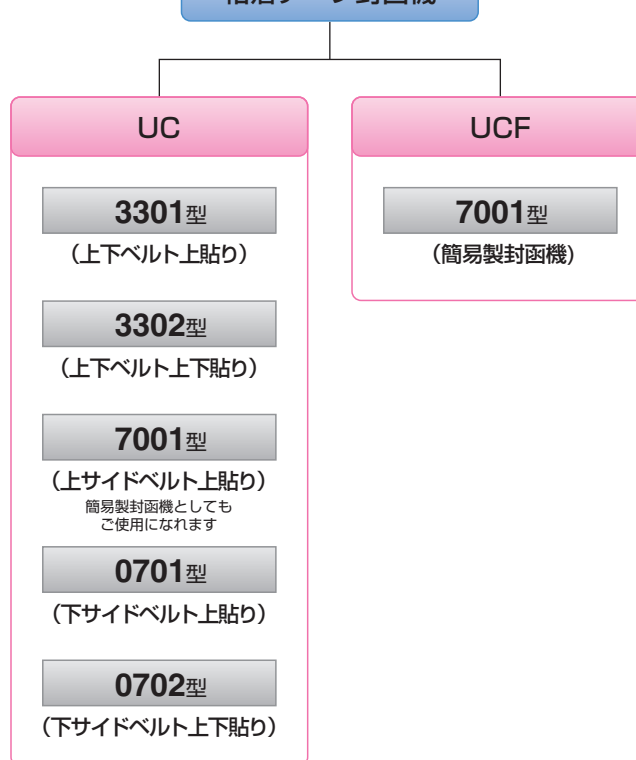 UC
3301型
(上下ベルト上貼り)
3302型
(上下ベルト上下貼り)
7001型
(上サイドベルト上貼り)
簡易製封函機としても
ご使用になれます
0701型
(下サイドベルト上貼り)
0702型
(下サイドベルト上下貼り)
UCF
7001型
(簡易製封函機)